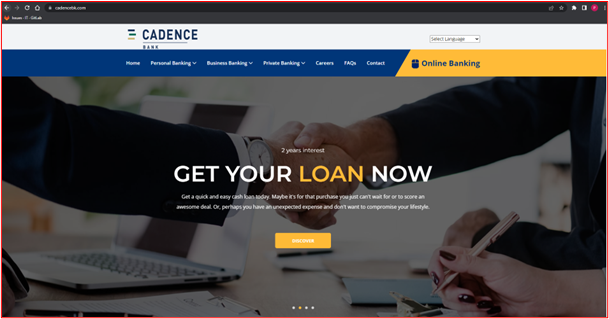 cadencetik.com
Issues · IT · GitLab
P
CADENCE
BANK
Select Language
Home Personal Banking Business Banking Private Banking Careers FAQs Contact
Online Banking
2 years interest
GET YOUR LOAN NOW
Get a quick and easy cash loan today. Maybe it's for that purchase you just can't wait for or to score an
awesome deal. Or, perhaps you have an unexpected expense and don't want to compromise your lifestyle.
DISCOVER